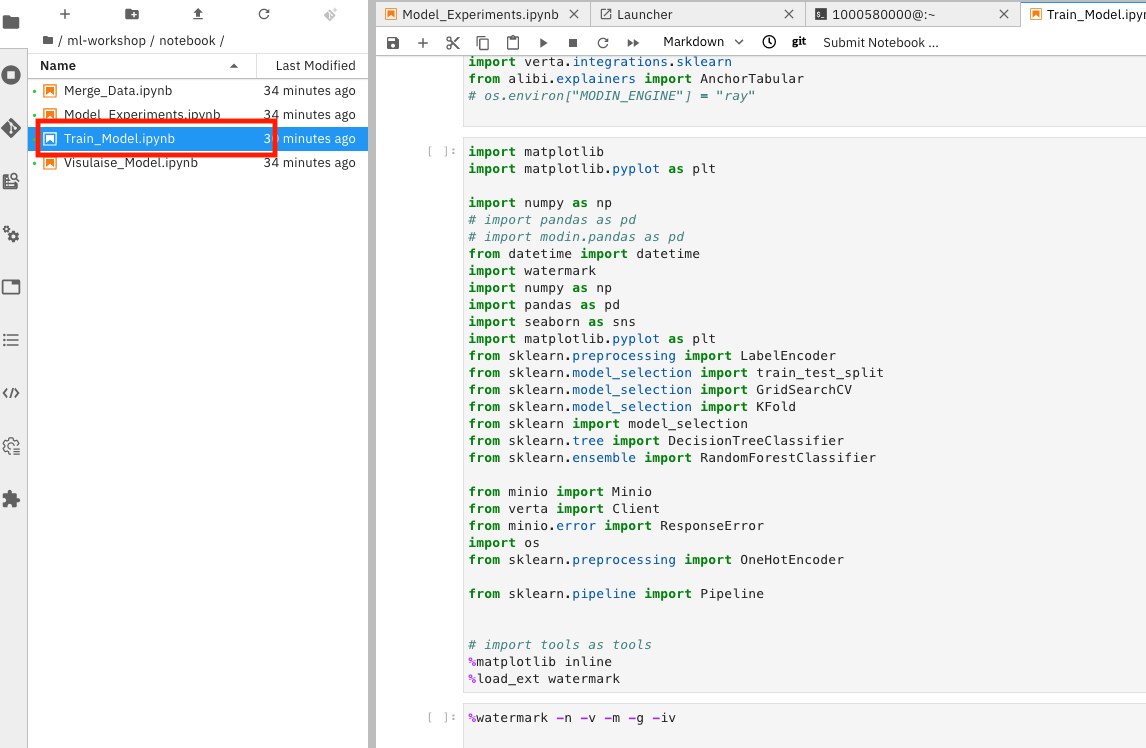 / ml-workshop / notebook /
Name Last Modified
Merge_Data.ipynb 34 minutes ago
Model_Experiments.ipynb 34 minutes ago
Train_Model.ipynb minutes ago
Visulaise_Model.ipynb 34 minutes ago
Model_Experiments.ipynb
Launcher
1000580000@:~
Train_Model.ipyn
Markdown
git
Submit Notebook ...
import verta.integrations.sklearn
from alibi.explainers import AnchorTabular
# os.environ["MODIN_ENGINE"] = "ray"
[ ]:
import matplotlib
import matplotlib.pyplot as plt
import numpy as np
# import pandas as pd
# import modin.pandas as pd
from datetime import datetime
import watermark
import numpy as np
import pandas as pd
import seaborn as sns
import matplotlib.pyplot as plt
from sklearn.preprocessing import LabelEncoder
from sklearn.model_selection import train_test_split
from sklearn.model_selection import GridSearchCV
from sklearn.model_selection import KFold
from sklearn import model_selection
from sklearn.tree import DecisionTreeClassifier
from sklearn.ensemble import RandomForestClassifier
from minio import Minio
from verta import Client
from minio.error import ResponseError
import os
from sklearn.preprocessing import OneHotEncoder
from sklearn.pipeline import Pipeline
# import tools as tools
%matplotlib inline
%load_ext watermark
[ ]:
%watermark -n -v -m -g -iv